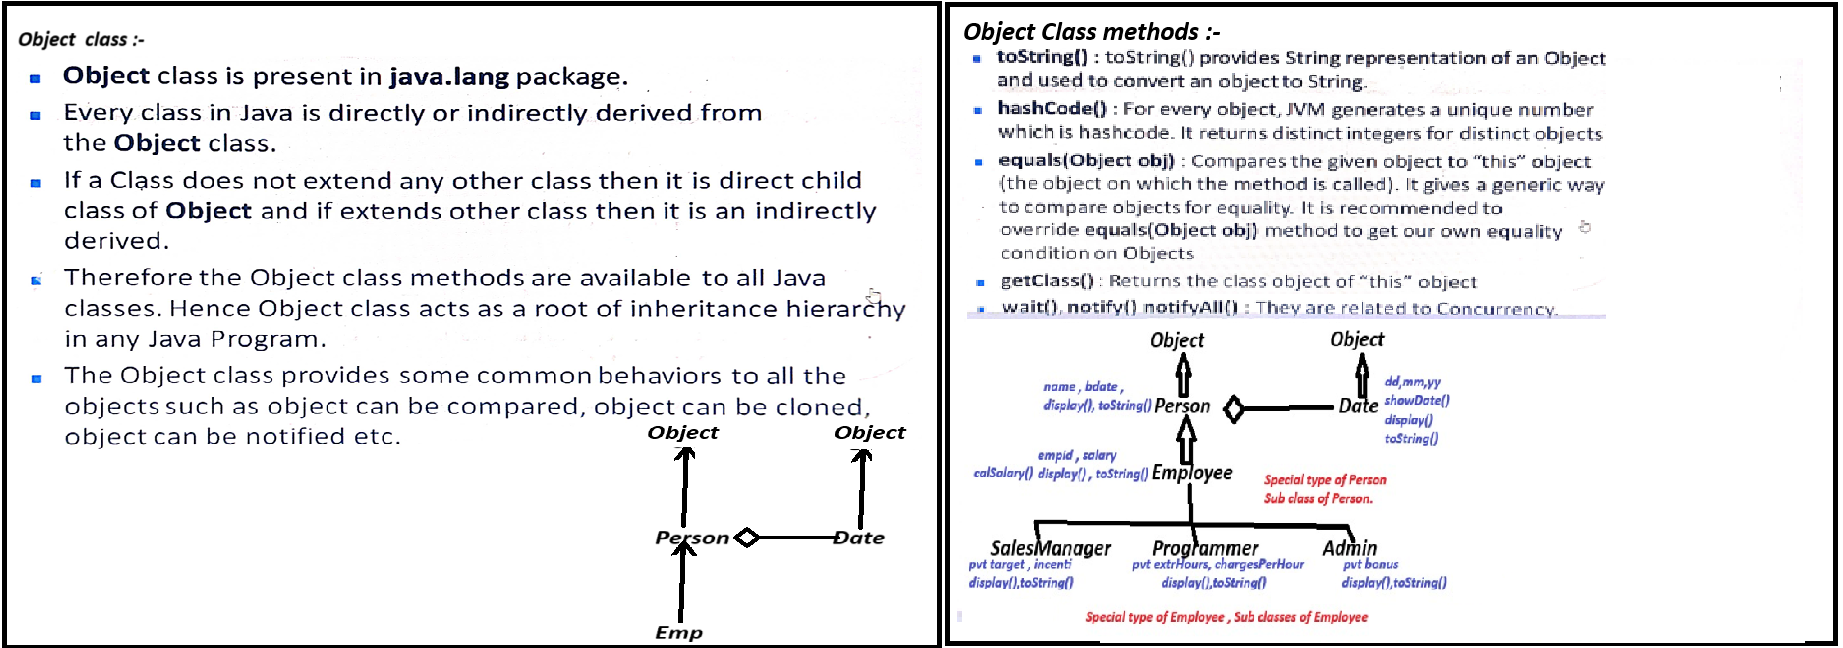 Object class :-
Object class is present in java.lang package.
Every class in Java is directly or indirectly derived from
the Object class.
If a Class does not extend any other class then it is direct child
class of Object and if extends other class then it is an indirectly
derived.
Therefore the Object class methods are available to all Java
classes. Hence Object class acts as a root of inheritance hierarchy
in any Java Program.
The Object class provides some common behaviors to all the
objects such as object can be compared, object can be cloned,
object can be notified etc.
Object Object
Person Date
Emp
Object Class methods :-
toString() : toString() provides String representation of an Object
and used to convert an object to String.
hashCode() : For every object, JVM generates a unique number
which is hashcode. It returns distinct integers for distinct objects
equals(Object obj) : Compares the given object to "this" object
(the object on which the method is called). It gives a generic way
to compare objects for equality. It is recommended to
override equals(Object obj) method to get our own equality
condition on Objects
getClass() : Returns the class object of "this" object
wait(), notify() notifyAll() : They are related to Concurrency.
Object Object
name , bdate ,
display(), toString() Person
Date
dd,mm,yy
showDate()
display()
toString()
empid , salary
calSalary() display() , toString() Employee
Special type of Person
Sub class of Person.
SalesManager Programmer Admin
pvt target , incenti pvt extrHours, chargesPerHour pvt bonus
display(),toString() display(),toString() display(),toString()
Special type of Employee , Sub classes of Employee